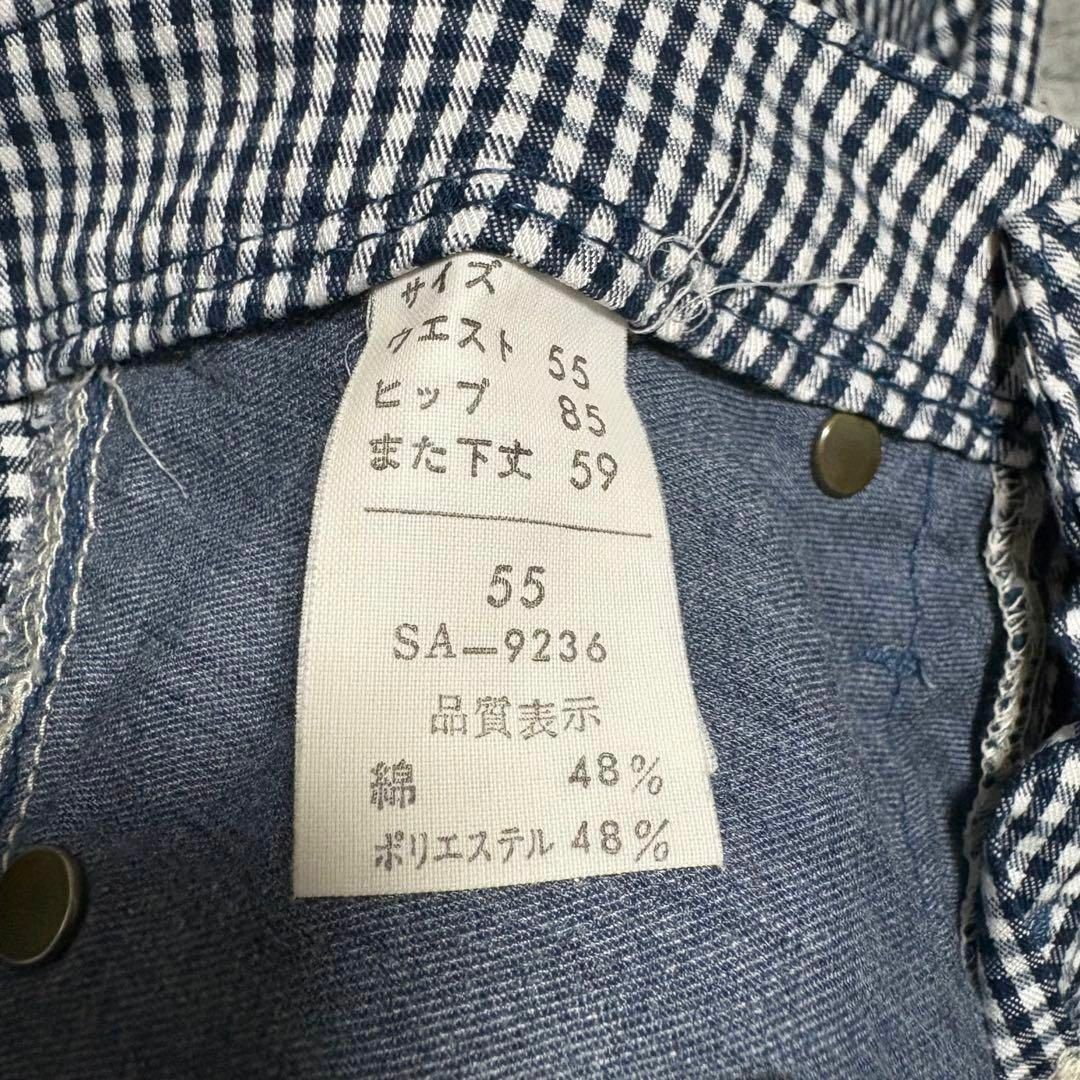 サイズ
ウエスト 55
ヒップ 85
また下丈 59
55
SA-9236
品質表示
綿 48%
ポリエステル 48%